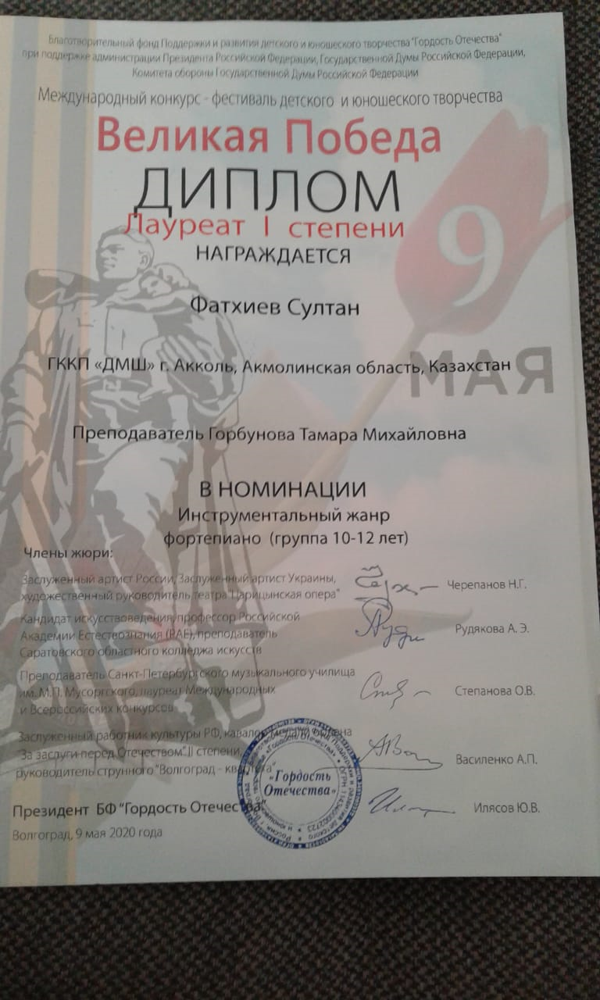 Благотворительный фонд Поддержки и развития детского и юношеского творчества "Гордость Отечества"
при поддержке администрации Президента Российской Федерации, Государственной Думы Российской Федерации,
Комитета обороны Государственной Думы Российской Федерации
Международный конкурс - фестиваль детского и юношеского творчества
Великая Победа
ДИПЛОМ
Лауреат I степени
НАГРАЖДАЕТСЯ
9
Фатхиев Султан
ГККП «ДМШ» г. Акколь, Акмолинская область, Казахстан
МАЯ
Преподаватель Горбунова Тамара Михайловна
В НОМИНАЦИИ
Инструментальный жанр
фортепиано (группа 10-12 лет)
Члены жюри:
Заслуженный артист России, Заслуженный артист Украины,
художественный руководитель театра "Царицынская опера"
Черепанов Н.Г.
Кандидат искусствоведения, профессор Российской
Академии Естествознания (РАЕ), преподаватель
Саратовского областного колледжа искусств
Рудякова А. Э.
Преподаватель Санкт-Петербургского музыкального училища
им. М.П. Мусоргского, лауреат Международных
и Всероссийских конкурсов
Степанова О.В.
Заслуженный работник культуры РФ, кавалер медали ордена
"За заслуги перед Отечеством" II степени,
руководитель струнного "Волгоград - квартета"
Василенко А.П.
«Гордость
Отечества»
Президент БФ "Гордость Отечества"
Илясов Ю.В.
Волгоград, 9 мая 2020 года